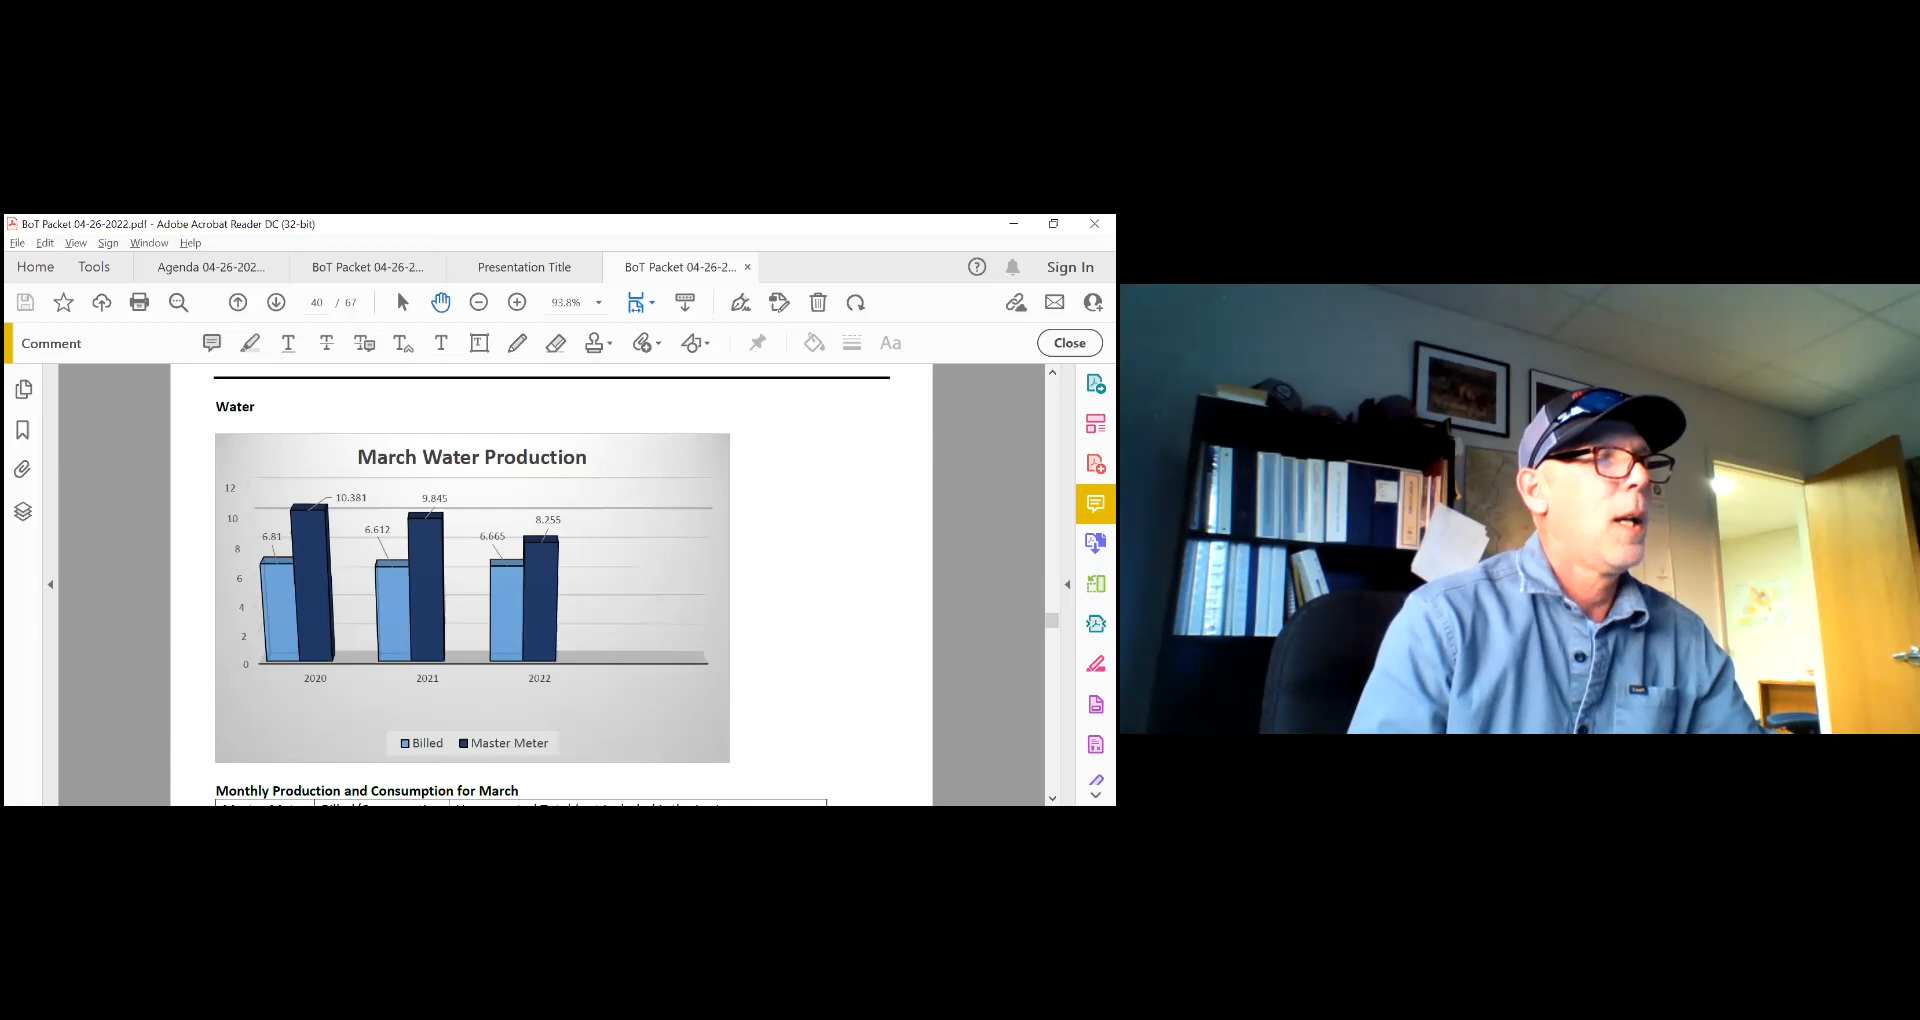 BoT Packet 04-26-2022.pdf - Adobe Acrobat Reader DC (32-bit)
File Edit View Sign Window Help
Home Tools Agenda 04-26-202... BoT Packet 04-26-2... Presentation Title BoT Packet 04-26-2... × Sign In
40 / 67 93.8%
Comment Aa Close
Water
March Water Production
12
10
8
6
4
2
0
10.381
9.845
8.255
6.81
6.612
6.665
2020 2021 2022
Billed Master Meter
Monthly Production and Consumption for March